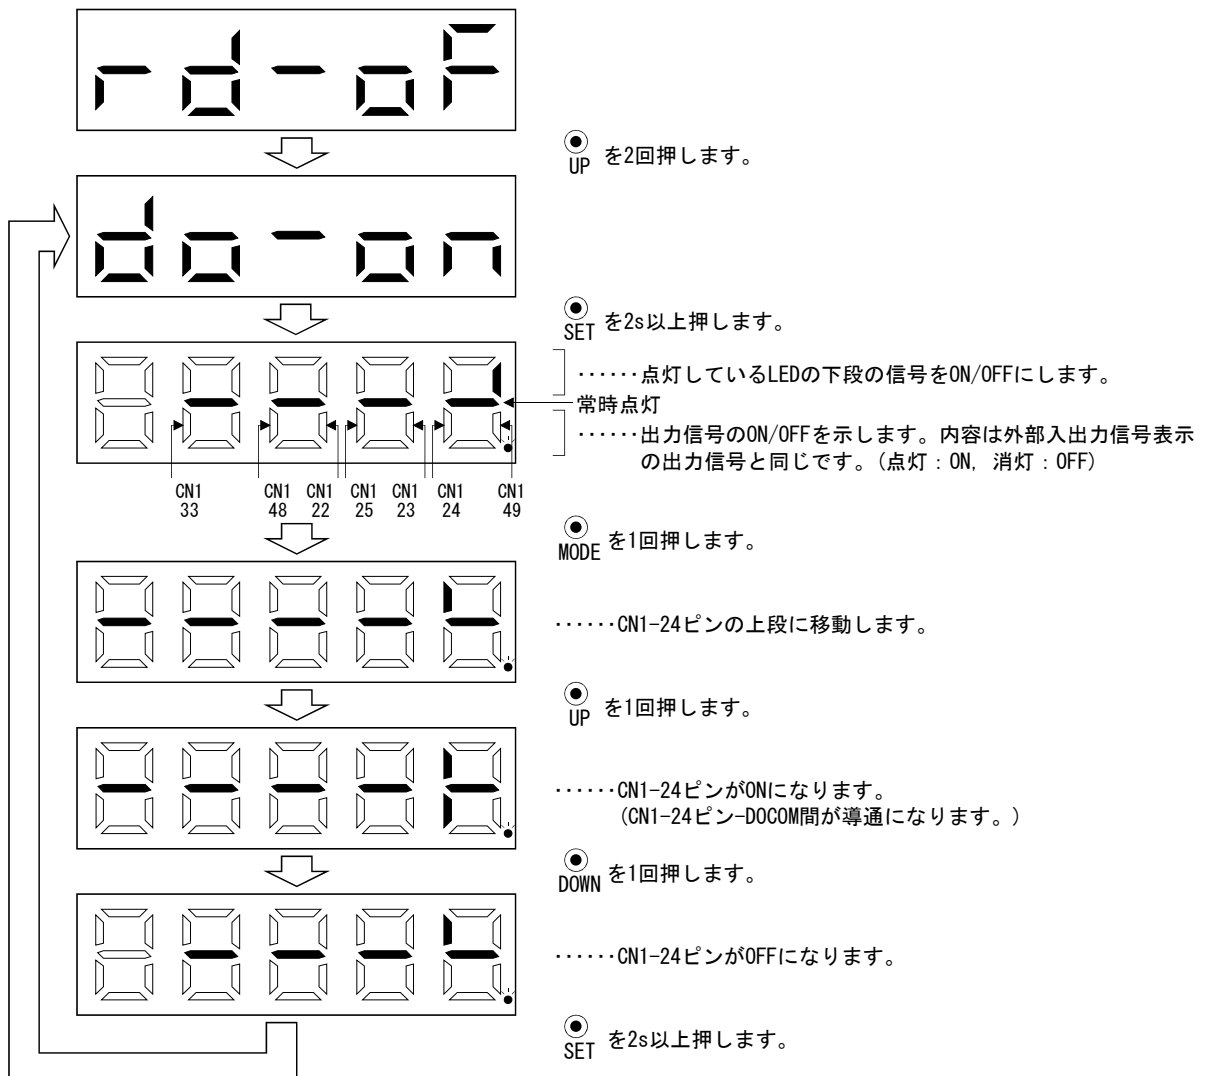 rd-oF
UP を2回押します。
do-on
SET を2s以上押します。
······点灯しているLEDの下段の信号をON/OFFにします。
常時点灯
······出力信号のON/OFFを示します。内容は外部入出力信号表示
の出力信号と同じです。(点灯：ON, 消灯：OFF)
CN1 CN1 CN1 CN1 CN1 CN1 CN1
33 48 22 25 23 24 49
MODE を1回押します。
······CN1-24ピンの上段に移動します。
UP を1回押します。
······CN1-24ピンがONになります。
(CN1-24ピン-DOCOM間が導通になります。)
DOWN を1回押します。
······CN1-24ピンがOFFになります。
SET を2s以上押します。